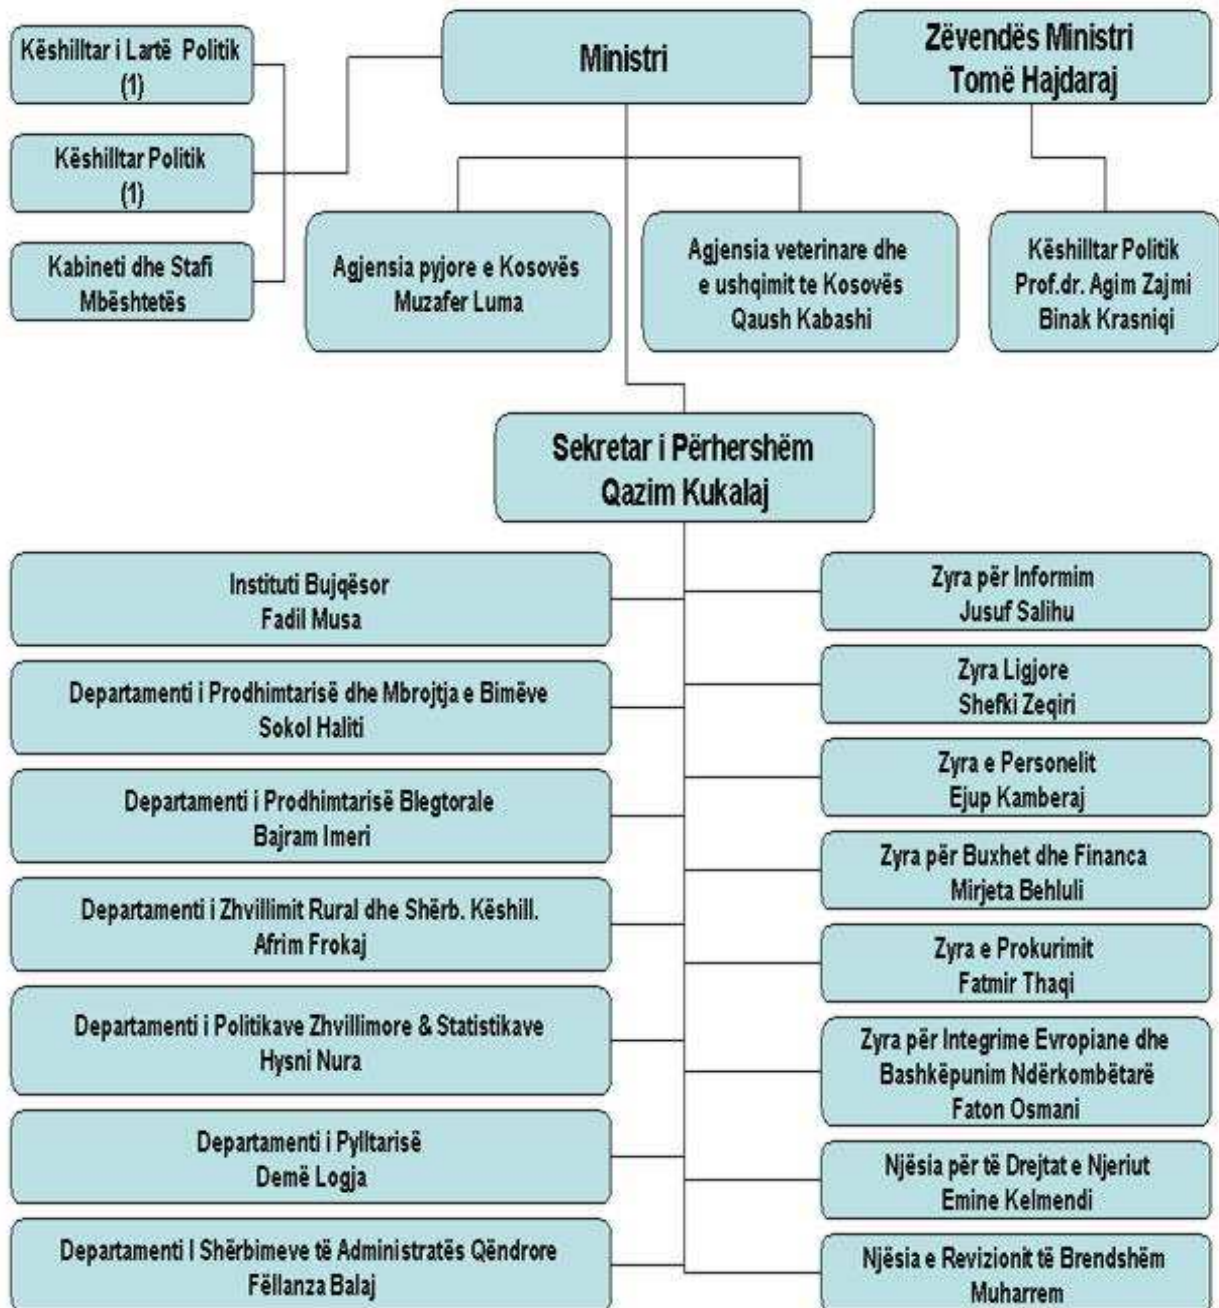 Këshilltar i Lartë Politik
(1)
Këshilltar Politik
(1)
Kabineti dhe Stafi
Mbështetës
Ministri
Zëvendës Ministri
Tomë Hajdaraj
Agjensia pyjore e Kosovës
Muzafer Luma
Agjensia veterinare dhe
e ushqimit te Kosovës
Qaush Kabashi
Këshilltar Politik
Prof.dr. Agim Zajmi
Binak Krasniqi
Sekretar i Përhershëm
Qazim Kukalaj
Instituti Bujqësor
Fadil Musa
Departamenti i Prodhimtarisë dhe Mbrojtja e Bimëve
Sokol Haliti
Departamenti i Prodhimtarisë Blegtorale
Bajram Imeri
Departamenti i Zhvillimit Rural dhe Shërb. Këshill.
Afrim Frokaj
Departamenti i Politikave Zhvillimore & Statistikave
Hysni Nura
Departamenti i Pylltarisë
Demë Logja
Departamenti I Shërbimeve të Administratës Qëndrore
Fëllanza Balaj
Zyra për Informim
Jusuf Salihu
Zyra Ligjore
Shefki Zeqiri
Zyra e Personelit
Ejup Kamberaj
Zyra për Buxhet dhe Financa
Mirjeta Behluli
Zyra e Prokurimit
Fatmir Thaqi
Zyra për Integrime Evropiane dhe
Bashkëpunim Ndërkombëtarë
Faton Osmani
Njësia për të Drejtat e Njeriut
Emine Kelmendi
Njësia e Revizionit të Brendshëm
Muharrem